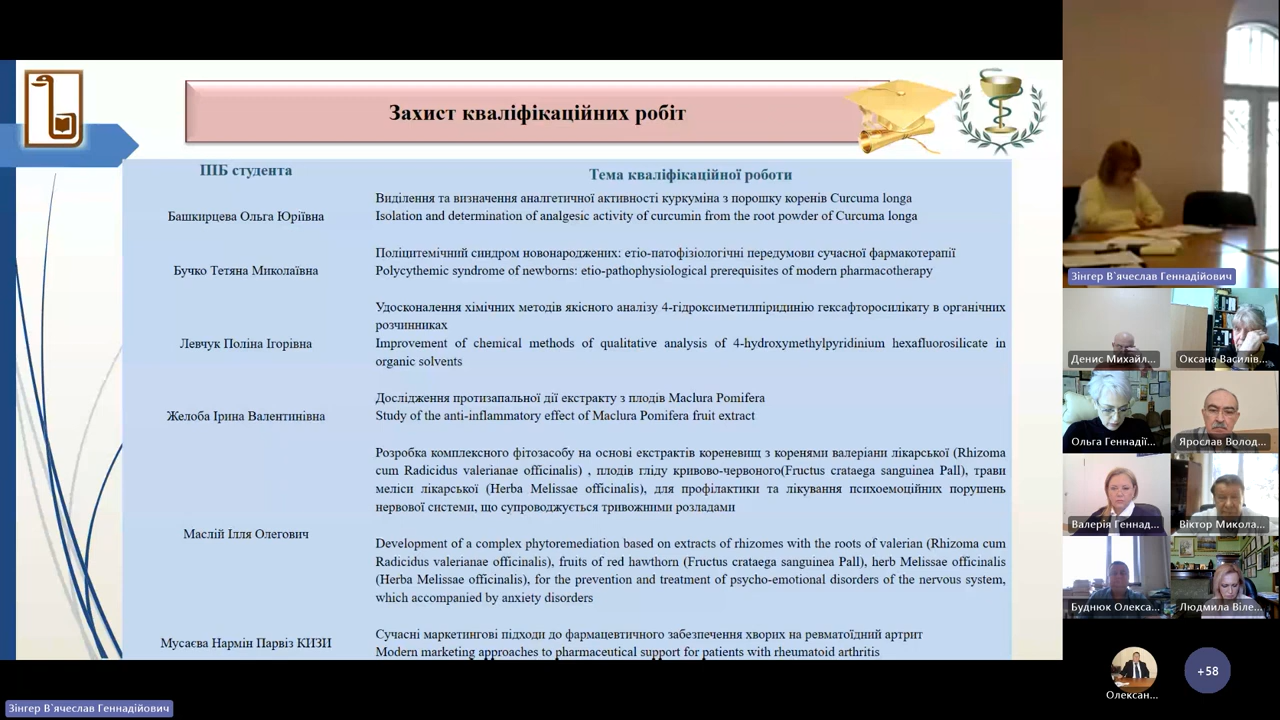 Захист кваліфікаційних робіт
ПІБ студента
Тема кваліфікаційної роботи
Башкирцева Ольга Юріївна
Виділення та визначення аналгетичної активності куркуміна з порошку коренів Curcuma longa
Isolation and determination of analgesic activity of curcumin from the root powder of Curcuma longa
Бучко Тетяна Миколаївна
Поліцитемічний синдром новонароджених: етіо-патофізіологічні передумови сучасної фармакотерапії
Polycythemic syndrome of newborns: etio-pathophysiological prerequisites of modern pharmacotherapy
Левчук Поліна Ігорівна
Удосконалення хімічних методів якісного аналізу 4-гідроксиметилпіридинію гексафторосилікату в органічних
розчинниках
Improvement of chemical methods of qualitative analysis of 4-hydroxymethylpyridinium hexafluorosilicate in
organic solvents
Желоба Ірина Валентинівна
Дослідження протизапальної дії екстракту з плодів Maclura Pomifera
Study of the anti-inflammatory effect of Maclura Pomifera fruit extract
Маслій Ілля Олегович
Розробка комплексного фітозасобу на основі екстрактів кореневищ з коренями валеріани лікарської (Rhizoma
cum Radicidus valerianae officinalis) , плодів гліду кривово-червоного(Fructus crataega sanguinea Pall), трави
меліси лікарської (Herba Melissae officinalis), для профілактики та лікування психоемоційних порушень
нервової системи, що супроводжується тривожними розладами
Development of a complex phytoremediation based on extracts of rhizomes with the roots of valerian (Rhizoma cum
Radicidus valerianae officinalis), fruits of red hawthorn (Fructus crataega sanguinea Pall), herb Melissae officinalis
(Herba Melissae officinalis), for the prevention and treatment of psycho-emotional disorders of the nervous system,
which accompanied by anxiety disorders
Мусаєва Нармін Парвіз КИЗИ
Сучасні маркетингові підходи до фармацевтичного забезпечення хворих на ревматоїдний артрит
Modern marketing approaches to pharmaceutical support for patients with rheumatoid arthritis
Зінгер В`ячеслав Геннадійович
Денис Михайл...
Оксана Василів...
Ольга Геннадії...
Ярослав Волод...
Валерія Геннад...
Віктор Микола...
Буднюк Олекса...
Людмила Віле...
Олексан...
+58
Зінгер В`ячеслав Геннадійович